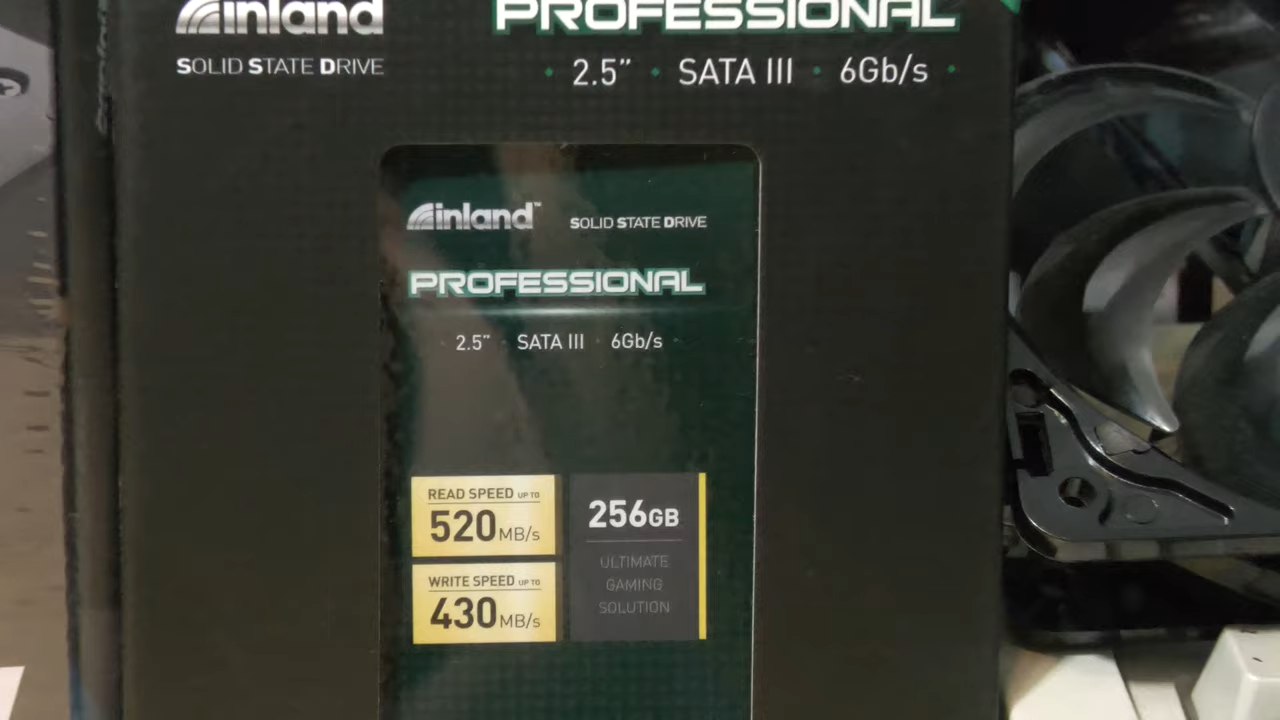 inland PROFESSIONAL
SOLID STATE DRIVE
• 2.5” • SATA III • 6Gb/s •
inland™ SOLID STATE DRIVE
PROFESSIONAL
• 2.5” • SATA III • 6Gb/s •
READ SPEED UP TO
520MB/s
WRITE SPEED UP TO
430MB/s
256GB
ULTIMATE
GAMING
SOLUTION